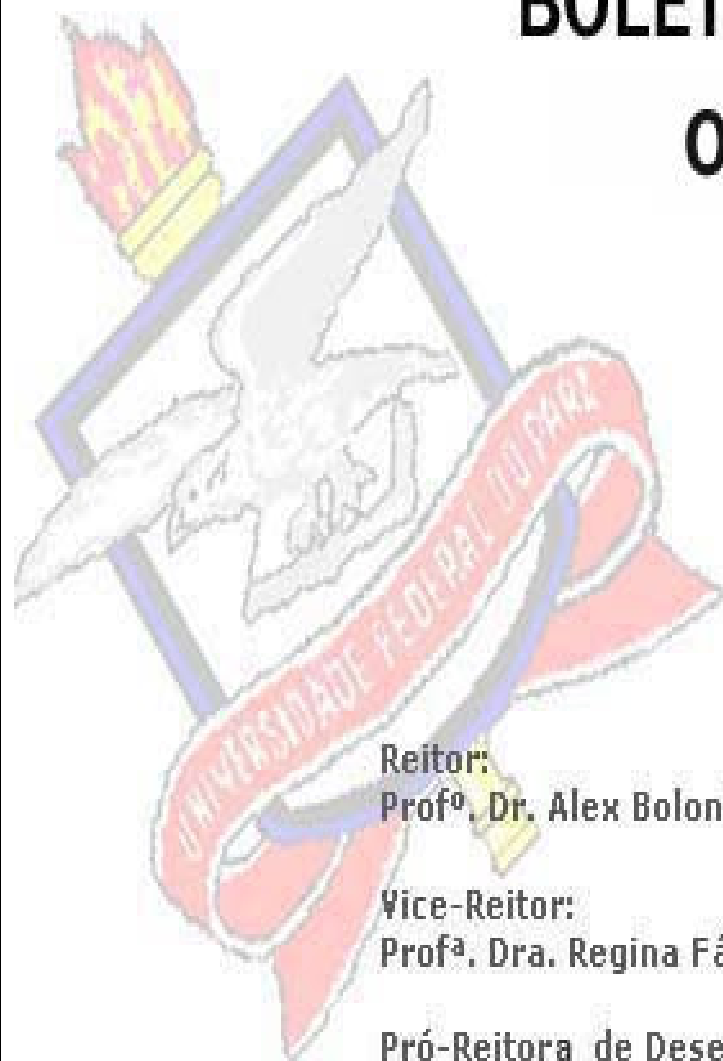 BOLET
O
UNIVERSIDADE FEDERAL DO PARÁ
Reitor:
Profº. Dr. Alex Bolon
Vice-Reitor:
Profª. Dra. Regina Fá
Pró-Reitora de Dese